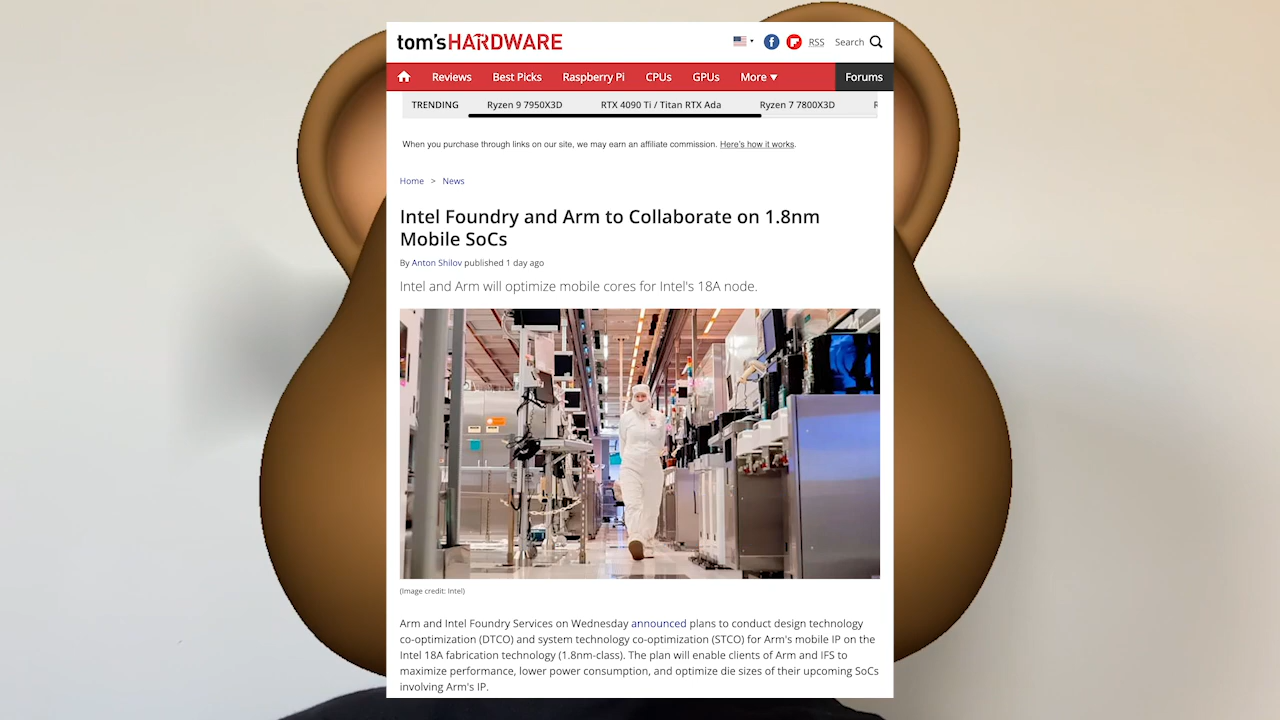 tom'sHARDWARE
RSS
Search
Reviews
Best Picks
Raspberry Pi
CPUs
GPUs
More
Forums
TRENDING
Ryzen 9 7950X3D
RTX 4090 Ti / Titan RTX Ada
Ryzen 7 7800X3D
When you purchase through links on our site, we may earn an affiliate commission. Here's how it works.
Home > News
Intel Foundry and Arm to Collaborate on 1.8nm
Mobile SoCs
By Anton Shilov published 1 day ago
Intel and Arm will optimize mobile cores for Intel's 18A node.
(Image credit: Intel)
Arm and Intel Foundry Services on Wednesday announced plans to conduct design technology
co-optimization (DTCO) and system technology co-optimization (STCO) for Arm's mobile IP on the
Intel 18A fabrication technology (1.8nm-class). The plan will enable clients of Arm and IFS to
maximize performance, lower power consumption, and optimize die sizes of their upcoming SoCs
involving Arm's IP.